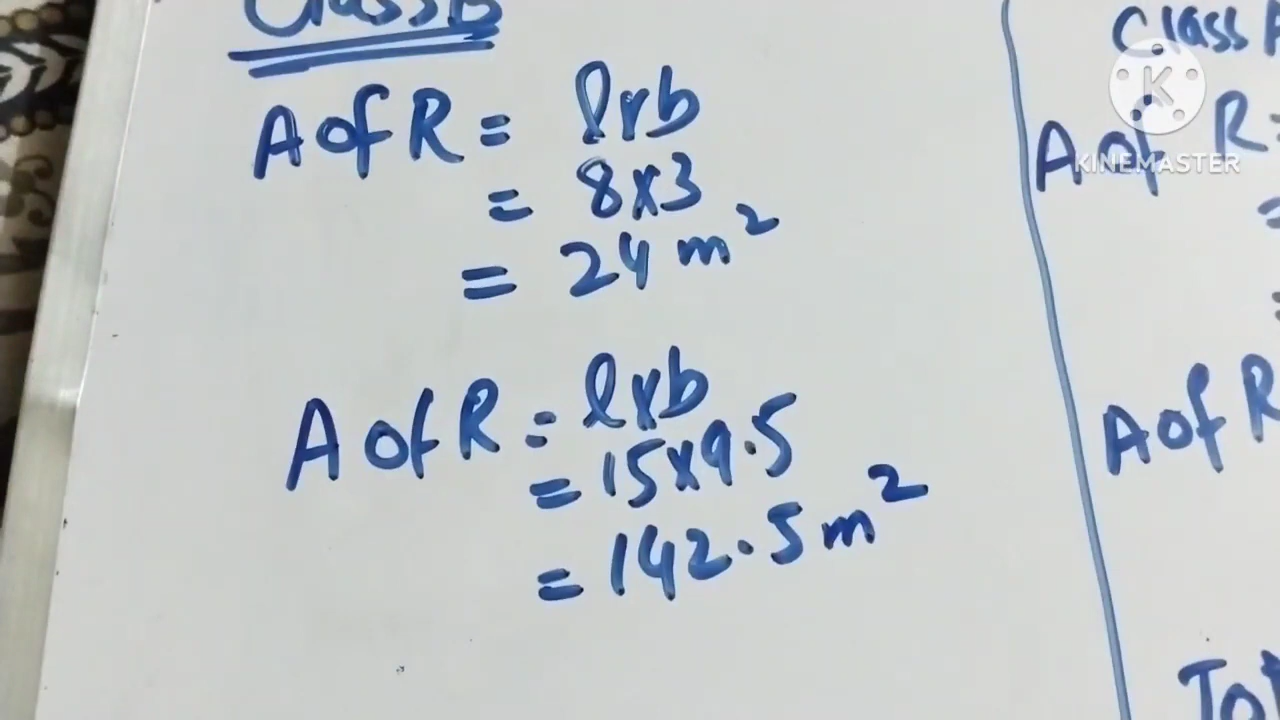 Class B
A of R = l×b
= 8×3
= 24 m²
A of R = l×b
= 15×9.5
= 142.5 m²
Class A
A of R =
=
=
A of R
KINEMASTER